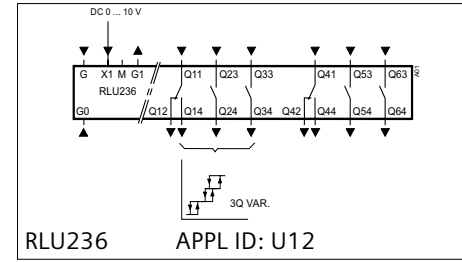 DC 0 ... 10 V
G X1 M G1 Q11 Q23 Q33 Q41 Q53 Q63
A01
RLU236
G0 Q12 Q14 Q24 Q34 Q42 Q44 Q54 Q64
3Q VAR.
RLU236 APPL ID: U12